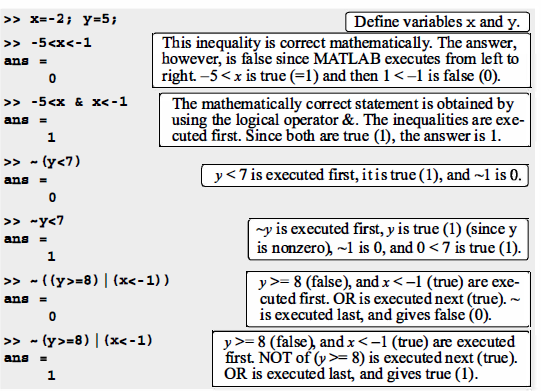 >> x=-2; y=5;
Define variables x and y.
>> -5<x<-1
ans =
0
This inequality is correct mathematically. The answer,
however, is false since MATLAB executes from left to
right. –5 < x is true (=1) and then 1 < –1 is false (0).
>> -5<x & x<-1
ans =
1
The mathematically correct statement is obtained by
using the logical operator &. The inequalities are exe-
cuted first. Since both are true (1), the answer is 1.
>> ~(y<7)
ans =
0
y < 7 is executed first, it is true (1), and ~1 is 0.
>> ~y<7
ans =
1
~y is executed first, y is true (1) (since y
is nonzero), ~1 is 0, and 0 < 7 is true (1).
>> ~((y>=8)|(x<-1))
ans =
0
y >= 8 (false), and x < –1 (true) are exe-
cuted first. OR is executed next (true). ~
is executed last, and gives false (0).
>> ~(y>=8)|(x<-1)
ans =
1
y >= 8 (false), and x < –1 (true) are executed
first. NOT of (y >= 8) is executed next (true).
OR is executed last, and gives true (1).